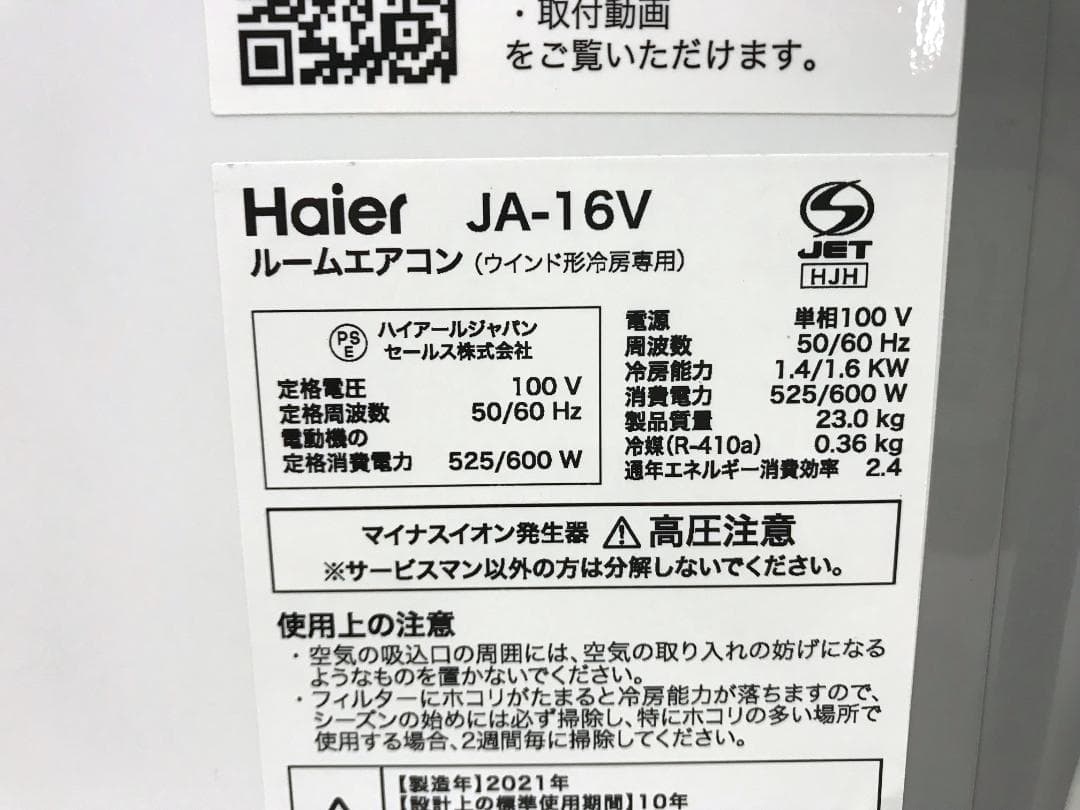 ・取付動画
をご覧いただけます。
Haier JA-16V
ルームエアコン (ウインド形冷房専用)
JET
HJH
PSE ハイアールジャパン
セールス株式会社
定格電圧 100 V
定格周波数 50/60 Hz
電動機の
定格消費電力 525/600 W
電源 単相100 V
周波数 50/60 Hz
冷房能力 1.4/1.6 KW
消費電力 525/600 W
製品質量 23.0 kg
冷媒(R-410a) 0.36 kg
通年エネルギー消費効率 2.4
マイナスイオン発生器 ⚠高圧注意
※サービスマン以外の方は分解しないでください。
使用上の注意
・空気の吸込口の周囲には、空気の取り入れの妨げになる
ようなものを置かないでください。
・フィルターにホコリがたまると冷房能力が落ちますので、
シーズンの始めには必ず掃除し、特にホコリの多い場所で
使用する場合、2週間毎に掃除してください。
【製造年】2021年
【設計上の標準使用期間】10年